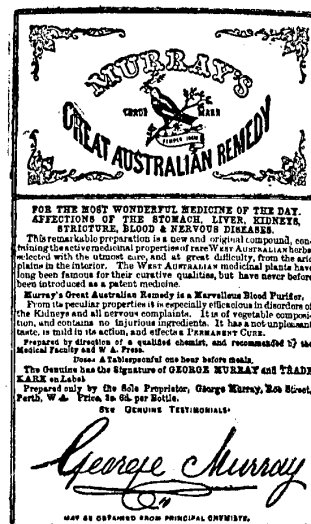 MURRAY'S
TRADE MARK
GREAT AUSTRALIAN REMEDY
FOR THE MOST WONDERFUL MEDICINE OF THE DAY.
AFFECTIONS OF THE STOMACH, LIVER, KIDNEYS,
STRICTURE, BLOOD & NERVOUS DISEASES.
This remarkable preparation is a new and original compound, con-
taining the active medicinal properties of rare WEST AUSTRALIAN herbs
selected with the utmost care, and at great difficulty, from the arid
plains in the interior. The WEST AUSTRALIAN medicinal plants have
long been famous for their curative qualities, but have never before
been introduced as a patent medicine.
Murray's Great Australian Remedy is a Marvellous Blood Purifier.
From its peculiar properties it is especially efficacious in disorders of
the Kidneys and all nervous complaints. It is of vegetable composi-
tion, and contains no injurious ingredients. It has a not unpleasant
taste, is mild in its action, and effects a PERMANENT CURE.
Prepared by direction of a qualified chemist, and recommended by the
Medical Faculty and W A. Press.
Dose: A Tablespoonful one hour before meals.
The Genuine has the Signature of GEORGE MURRAY and TRADE
MARK on Label
Prepared only by the Sole Proprietor, George Murray, Street,
Perth, W A. Price, 6d. per Bottle.
SEE GENUINE TESTIMONIALS.
George Murray
MAY BE OBTAINED FROM PRINCIPAL CHEMISTS.